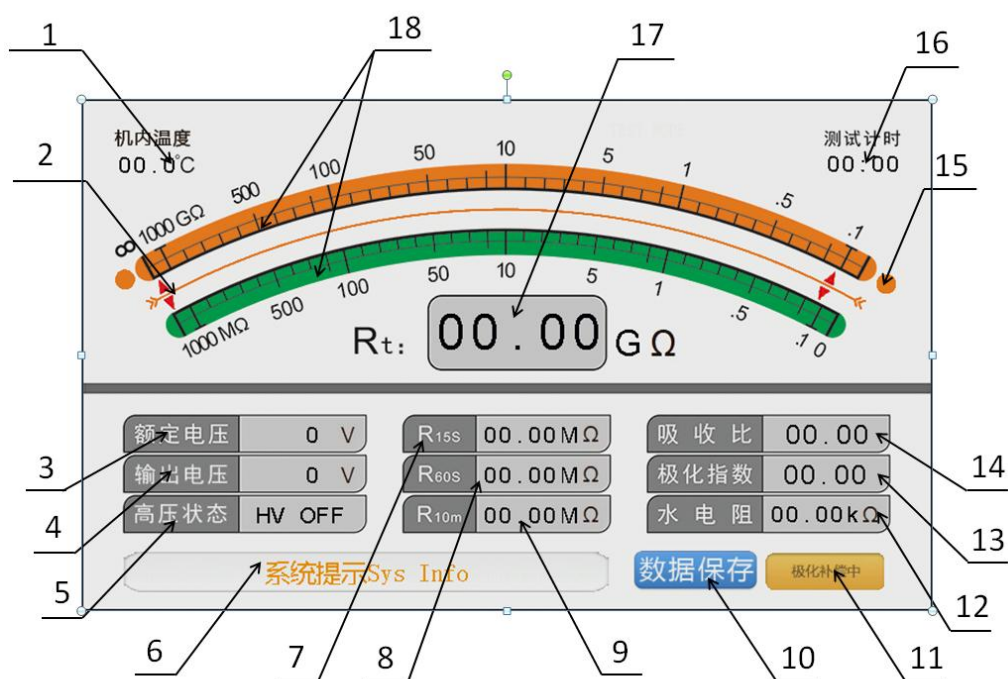 1
18
17
16
机内温度
00.0°C
测试计时
00:00
2
15
∞ 1000 GΩ 500 100 50 10 5 1 .5 .1
1000 MΩ 500 100 50 10 5 1 .5 .1 0
Rt: 00.00 GΩ
额定电压 0 V
R15S 00.00MΩ
吸收比 00.00
3
14
输出电压 0 V
R60S 00.00MΩ
极化指数 00.00
4
13
高压状态 HV OFF
R10m 00.00MΩ
水电阻 00.00kΩ
5
12
系统提示Sys Info
数据保存
极化补偿中
6
7
8
9
10
11